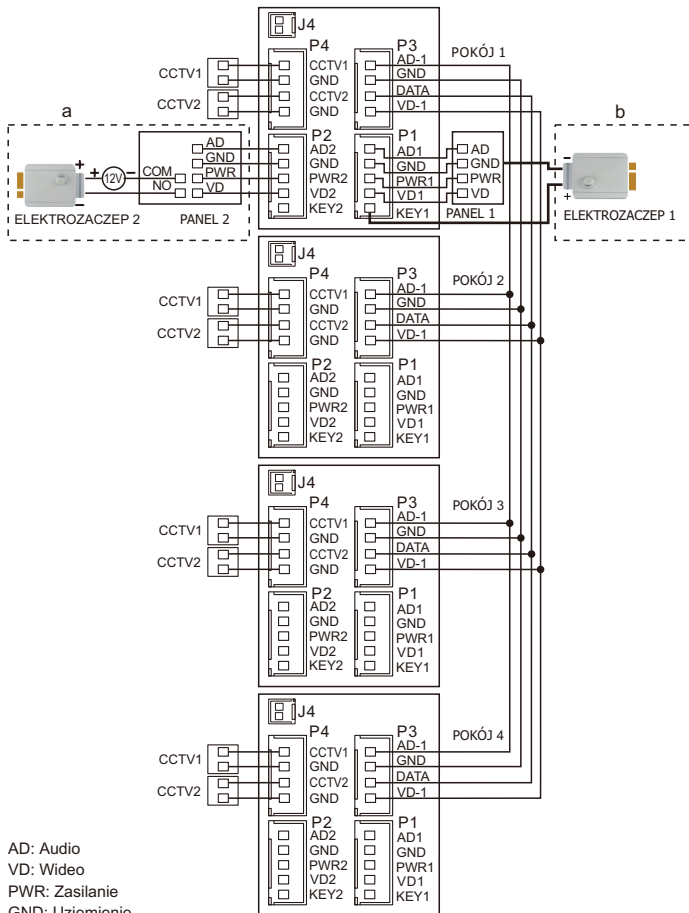 J4
P4
P3
CCTV1
GND
CCTV2
GND
AD-1
GND
DATA
VD-1
POKÓJ 1
CCTV1
CCTV2
a
b
P2
P1
AD
GND
PWR
VD
COM
NO
+
−
+ 12V −
AD2
GND
PWR2
VD2
KEY2
AD1
GND
PWR1
VD1
KEY1
AD
GND
PWR
VD
−
+
ELEKTROZACZEP 2
PANEL 2
PANEL 1
ELEKTROZACZEP 1
J4
P4
P3
CCTV1
GND
CCTV2
GND
AD-1
GND
DATA
VD-1
POKÓJ 2
CCTV1
CCTV2
P2
P1
AD2
GND
PWR2
VD2
KEY2
AD1
GND
PWR1
VD1
KEY1
J4
P4
P3
CCTV1
GND
CCTV2
GND
AD-1
GND
DATA
VD-1
POKÓJ 3
CCTV1
CCTV2
P2
P1
AD2
GND
PWR2
VD2
KEY2
AD1
GND
PWR1
VD1
KEY1
J4
P4
P3
CCTV1
GND
CCTV2
GND
AD-1
GND
DATA
VD-1
POKÓJ 4
CCTV1
CCTV2
P2
P1
AD2
GND
PWR2
VD2
KEY2
AD1
GND
PWR1
VD1
KEY1
AD: Audio
VD: Wideo
PWR: Zasilanie
GND: Uziemienie